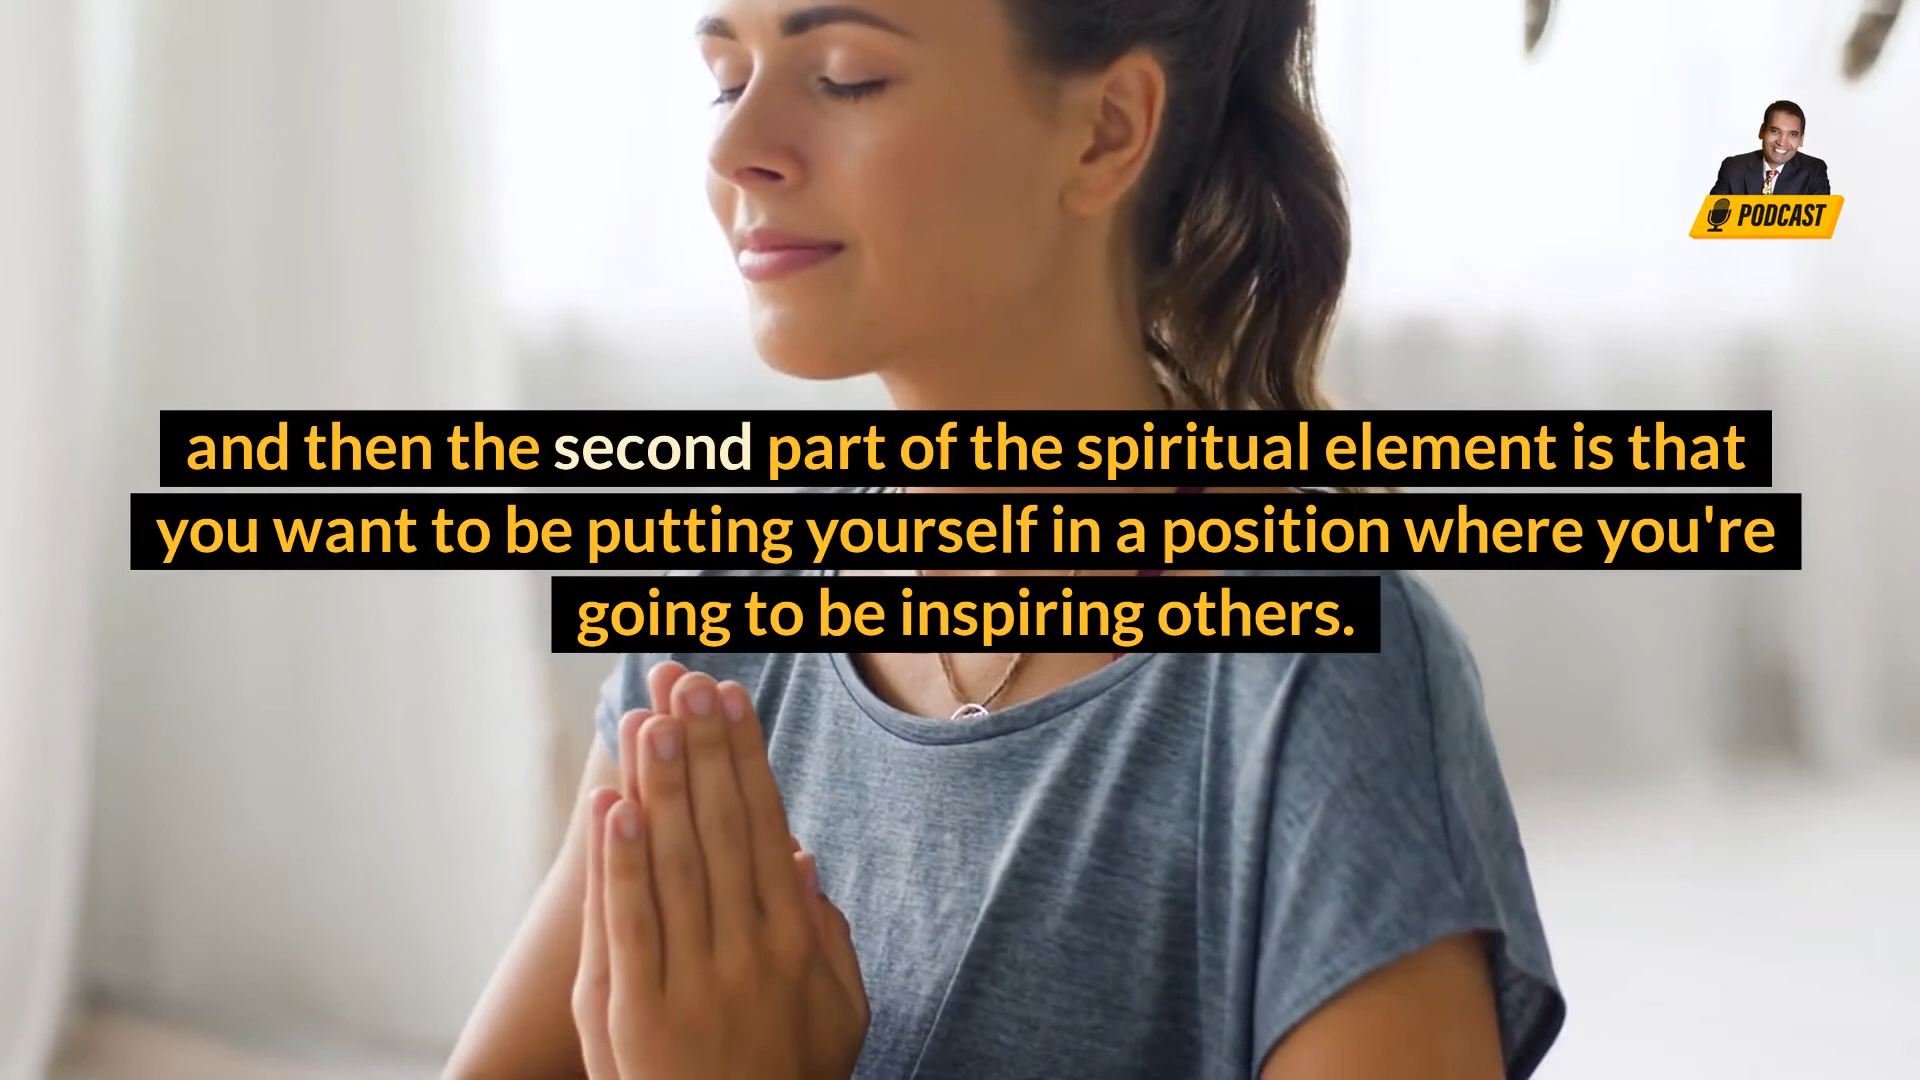 PODCAST
and then the second part of the spiritual element is that
you want to be putting yourself in a position where you're
going to be inspiring others.